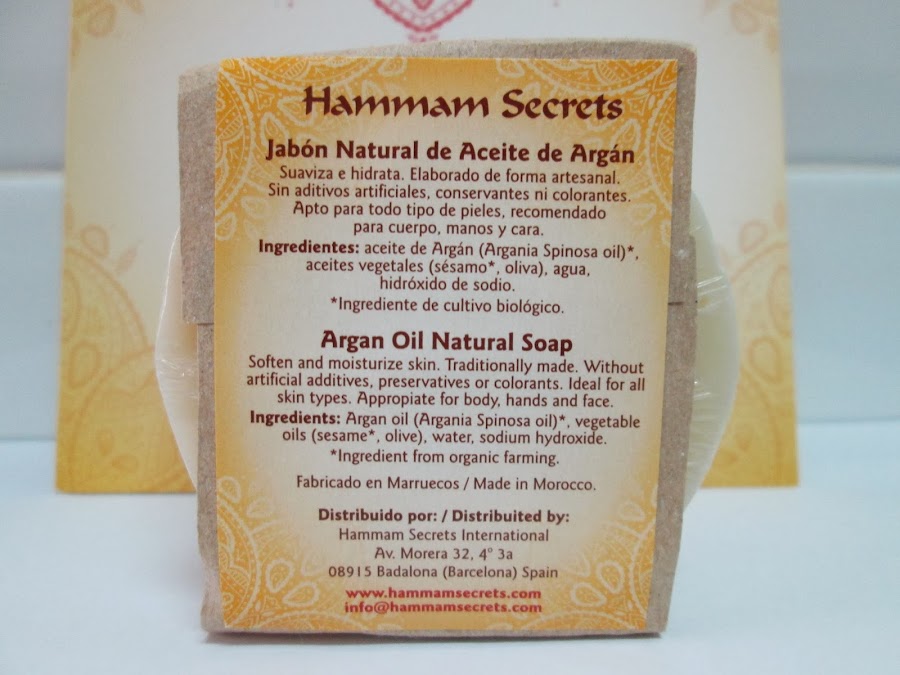 Hammam Secrets
Jabón Natural de Aceite de Argán
Suaviza e hidrata. Elaborado de forma artesanal.
Sin aditivos artificiales, conservantes ni colorantes.
Apto para todo tipo de pieles, recomendado
para cuerpo, manos y cara.
Ingredientes: aceite de Argán (Argania Spinosa oil)*,
aceites vegetales (sésamo*, oliva), agua,
hidróxido de sodio.
*Ingrediente de cultivo biológico.
Argan Oil Natural Soap
Soften and moisturize skin. Traditionally made. Without
artificial additives, preservatives or colorants. Ideal for all
skin types. Appropiate for body, hands and face.
Ingredients: Argan oil (Argania Spinosa oil)*, vegetable
oils (sesame*, olive), water, sodium hydroxide.
*Ingredient from organic farming.
Fabricado en Marruecos / Made in Morocco.
Distribuido por: / Distribuited by:
Hammam Secrets International
Av. Morera 32, 4º 3a
08915 Badalona (Barcelona) Spain
www.hammamsecrets.com
info@hammamsecrets.com